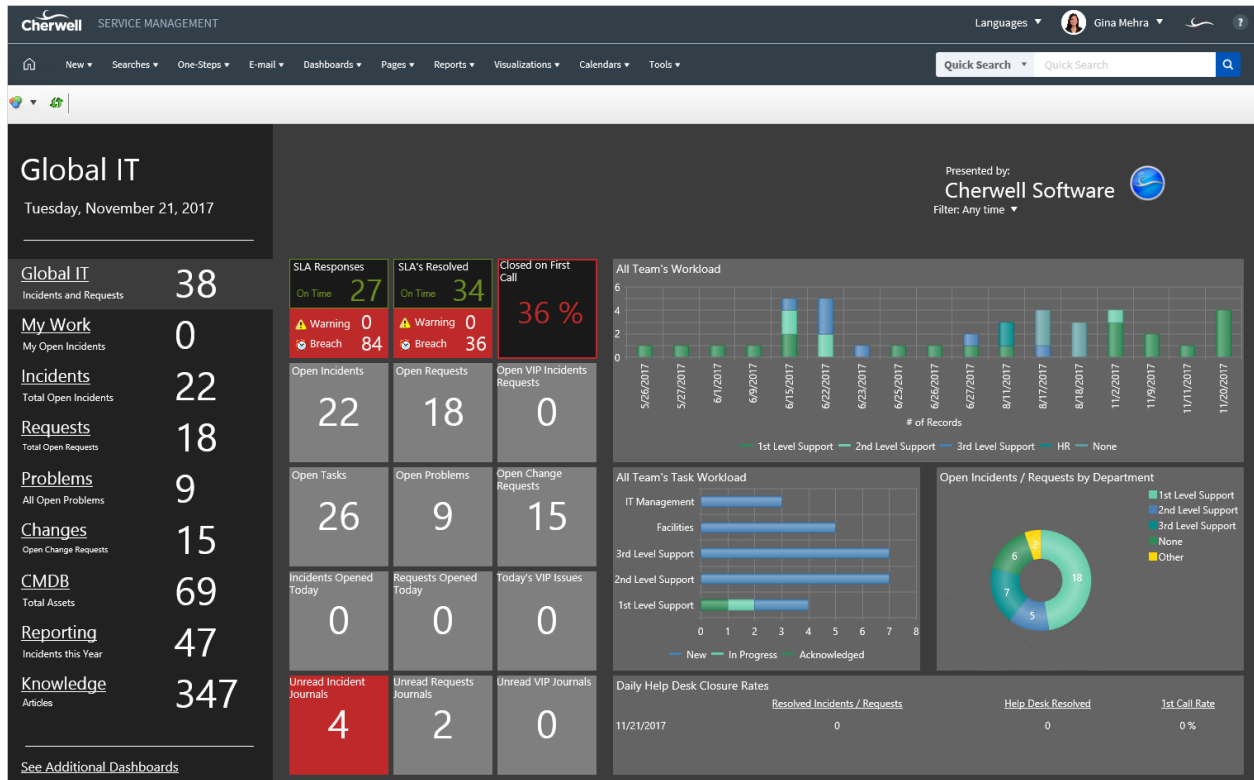 Cherwell SERVICE MANAGEMENT
Languages
Gina Mehra
?
New
Searches
One-Steps
E-mail
Dashboards
Pages
Reports
Visualizations
Calendars
Tools
Quick Search
Quick Search
Global IT
Tuesday, November 21, 2017
Presented by:
Cherwell Software
Filter: Any time
Global IT 38
Incidents and Requests
My Work 0
My Open Incidents
Incidents 22
Total Open Incidents
Requests 18
Total Open Requests
Problems 9
All Open Problems
Changes 15
Open Change Requests
CMDB 69
Total Assets
Reporting 47
Incidents this Year
Knowledge 347
Articles
See Additional Dashboards
SLA Responses
On Time 27
Warning 0
Breach 84
SLA's Resolved
On Time 34
Warning 0
Breach 36
Closed on First
Call
36 %
Open Incidents
22
Open Requests
18
Open VIP Incidents
Requests
0
Open Tasks
26
Open Problems
9
Open Change
Requests
15
Incidents Opened
Today
0
Requests Opened
Today
0
Today's VIP Issues
0
Unread Incident
Journals
4
Unread Requests
Journals
2
Unread VIP Journals
0
All Team's Workload
6
4
2
0
5/26/2017
5/27/2017
6/1/2017
6/9/2017
6/15/2017
6/22/2017
6/23/2017
6/25/2017
6/26/2017
6/27/2017
8/11/2017
8/17/2017
8/18/2017
11/2/2017
11/9/2017
11/11/2017
11/20/2017
# of Records
1st Level Support 2nd Level Support 3rd Level Support HR None
All Team's Task Workload
IT Management
Facilities
3rd Level Support
2nd Level Support
1st Level Support
0 1 2 3 4 5 6 7 8
New In Progress Acknowledged
Open Incidents / Requests by Department
1st Level Support
2nd Level Support
3rd Level Support
None
Other
2
6
18
7
5
Daily Help Desk Closure Rates
Resolved Incidents / Requests Help Desk Resolved 1st Call Rate
11/21/2017 0 0 0 %